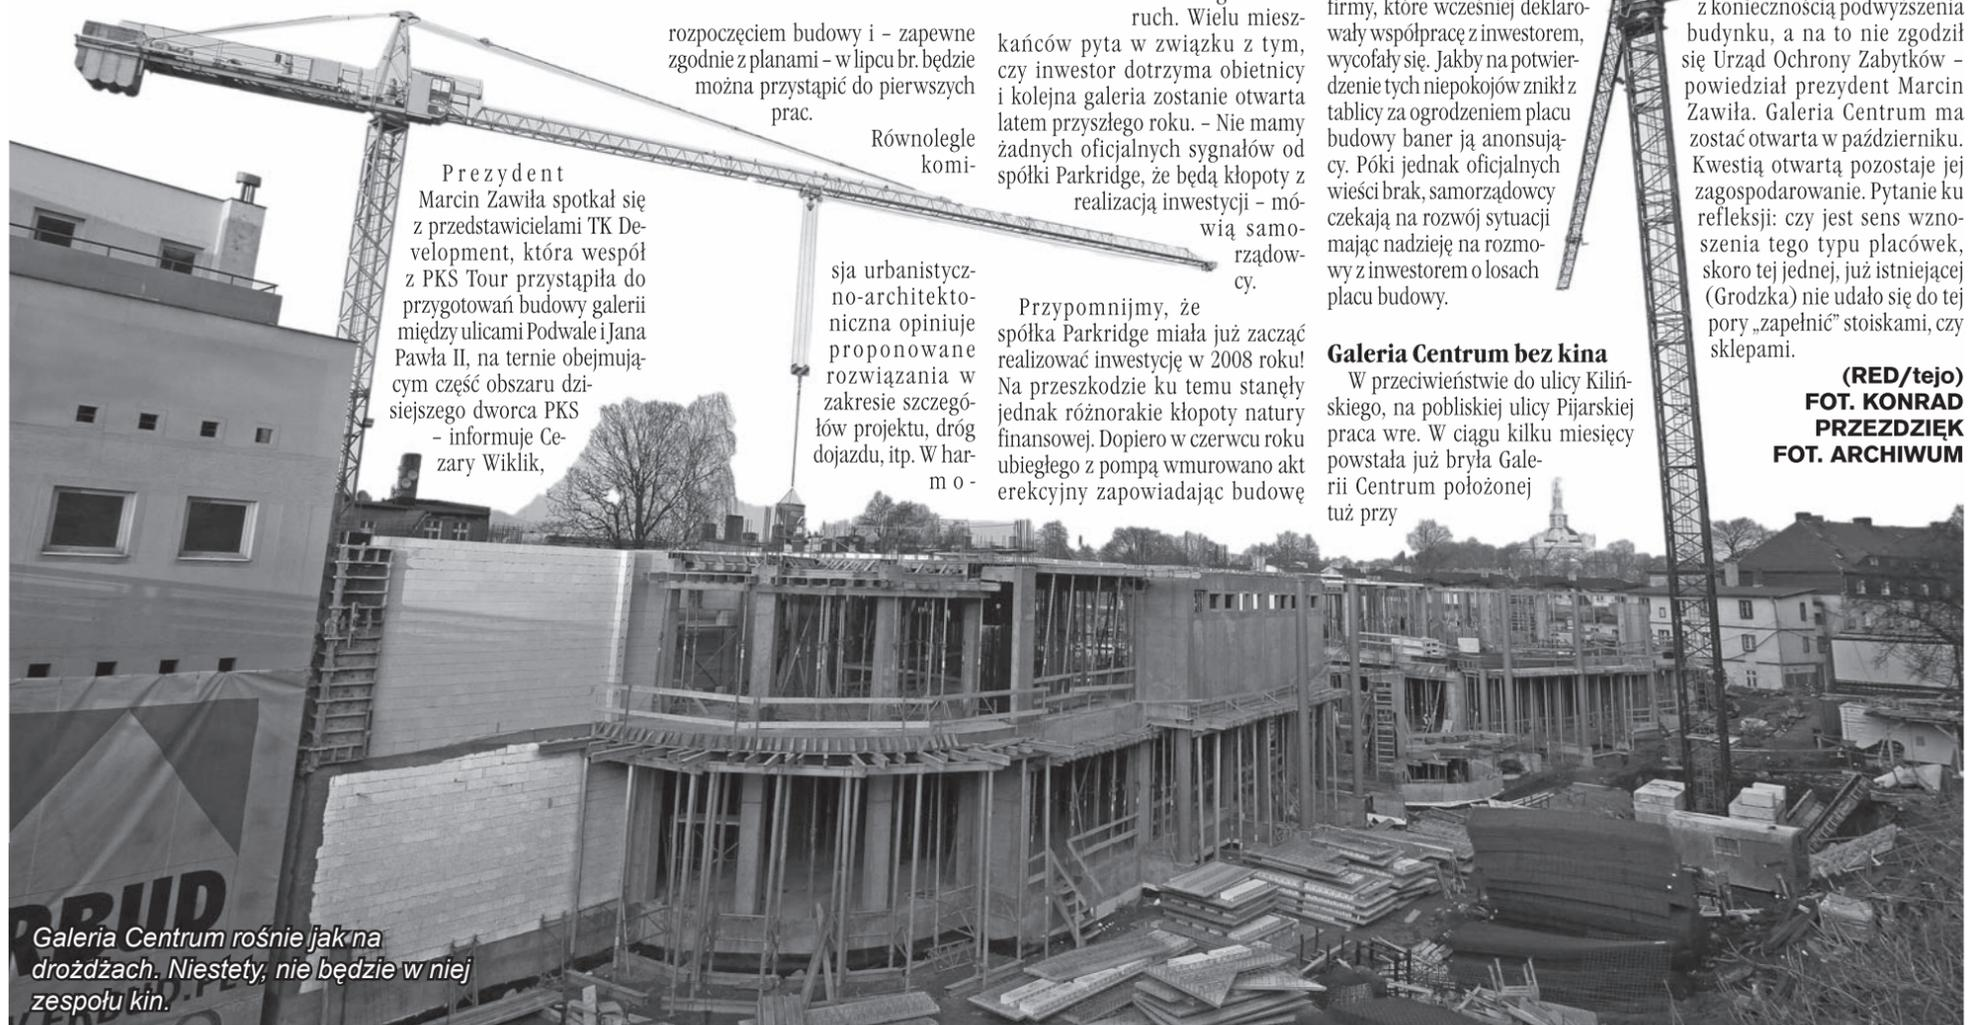 Prezydent
Marcin Zawiła spotkał się
z przedstawicielami TK De-
velopment, która wespół
z PKS Tour przystąpiła do
przygotowań budowy galerii
między ulicami Podwale i Jana
Pawła II, na ternie obejmują-
cym część obszaru dzi-
siejszego dworca PKS
– informuje Ce-
zary Wiklik,
rozpoczęciem budowy i – zapewne
zgodnie z planami – w lipcu br. będzie
można przystąpić do pierwszych
prac.
Równolegle
komi-
sja urbanistycz-
no-architekto-
niczna opiniuje
proponowane
rozwiązania w
zakresie szczegó-
łów projektu, dróg
dojazdu, itp. W har-
mo-
ruch. Wielu miesz-
kańców pyta w związku z tym,
czy inwestor dotrzyma obietnicy
i kolejna galeria zostanie otwarta
latem przyszłego roku. – Nie mamy
żadnych oficjalnych sygnałów od
spółki Parkridge, że będą kłopoty z
realizacją inwestycji – mó-
wią samo-
rządow-
cy.
Przypomnijmy, że
spółka Parkridge miała już zacząć
realizować inwestycję w 2008 roku!
Na przeszkodzie ku temu stanęły
jednak różnorakie kłopoty natury
finansowej. Dopiero w czerwcu roku
ubiegłego z pompą wmurowano akt
erekcyjny zapowiadając budowę
firmy, które wcześniej deklaro-
wały współpracę z inwestorem,
wycofały się. Jakby na potwier-
dzenie tych niepokojów znikł z
tablicy za ogrodzeniem placu
budowy baner ją anonsują-
cy. Póki jednak oficjalnych
wieści brak, samorządowcy
czekają na rozwój sytuacji
mając nadzieję na rozmo-
wy z inwestorem o losach
placu budowy.
Galeria Centrum bez kina
W przeciwieństwie do ulicy Kiliń-
skiego, na pobliskiej ulicy Pijarskiej
praca wre. W ciągu kilku miesięcy
powstała już bryła Gale-
rii Centrum położonej
tuż przy
z koniecznością podwyższenia
budynku, a na to nie zgodził
się Urząd Ochrony Zabytków –
powiedział prezydent Marcin
Zawiła. Galeria Centrum ma
zostać otwarta w październiku.
Kwestią otwartą pozostaje jej
zagospodarowanie. Pytanie ku
refleksji: czy jest sens wzno-
szenia tego typu placówek,
skoro tej jednej, już istniejącej
(Grodzka) nie udało się do tej
pory „zapełnić” stoiskami, czy
sklepami.
(RED/tejo)
FOT. KONRAD
PRZEZDZIĘK
FOT. ARCHIWUM
Galeria Centrum rośnie jak na
drożdżach. Niestety, nie będzie w niej
zespołu kin.